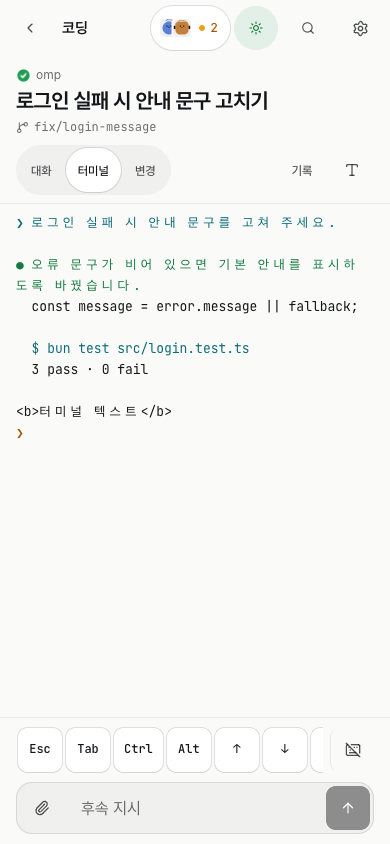 코딩
2
omp
로그인 실패 시 안내 문구 고치기
fix/login-message
대화 터미널 변경 기록
❯ 로그인 실패 시 안내 문구를 고쳐 주세요.
● 오류 문구가 비어 있으면 기본 안내를 표시하
도록 바꿨습니다.
const message = error.message || fallback;
$ bun test src/login.test.ts
3 pass · 0 fail
<b>터미널 텍스트</b>
❯
Esc Tab Ctrl Alt ↑ ↓
후속 지시